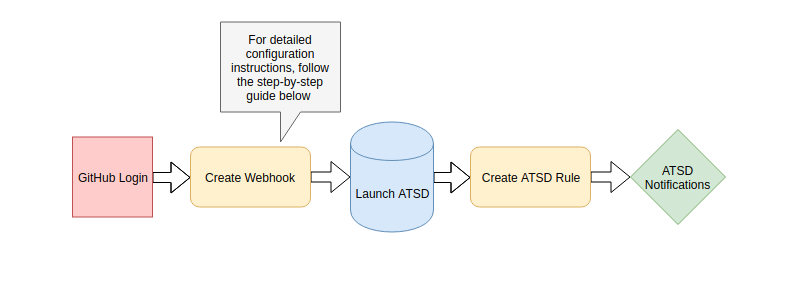 For detailed
configuration
instructions, follow
the step-by-step
guide below
GitHub Login
Create Webhook
Launch ATSD
Create ATSD Rule
ATSD
Notifications